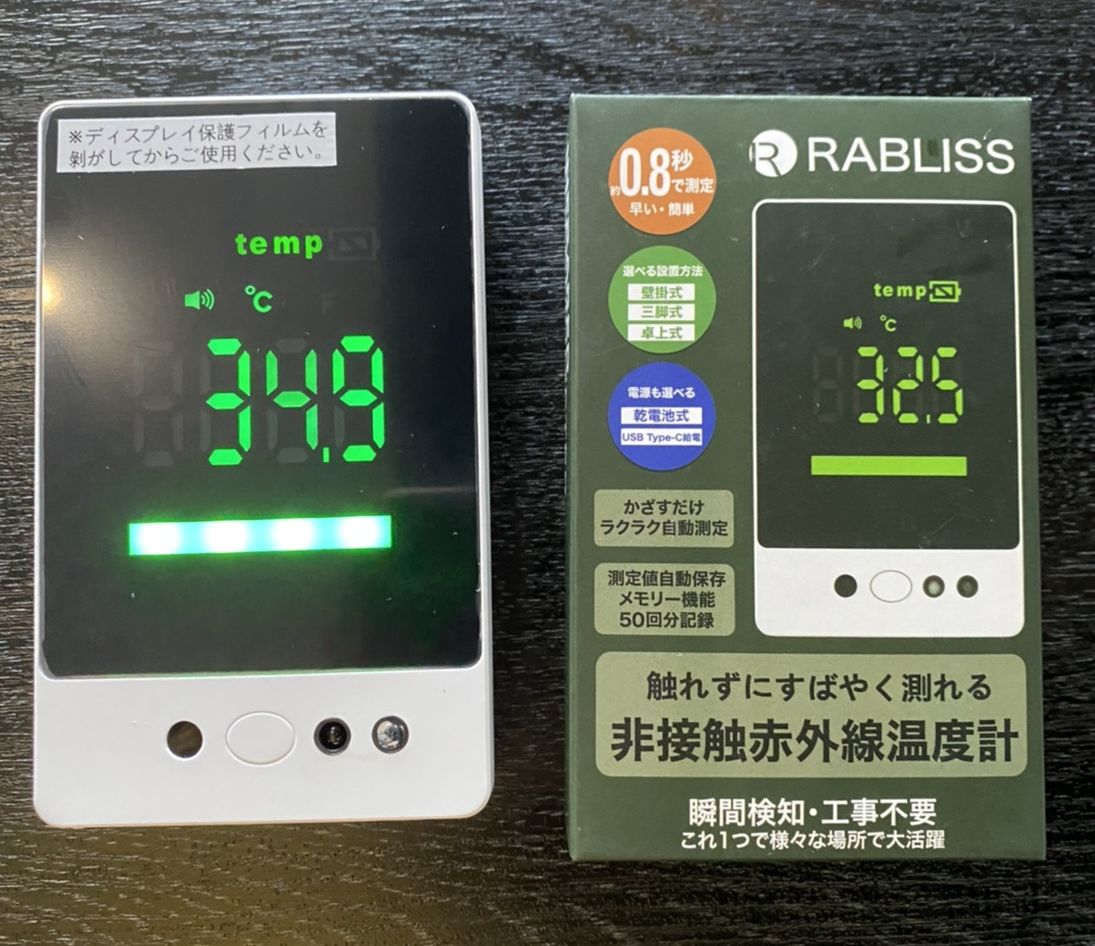 ※ディスプレイ保護フィルムを
剝がしてからご使用ください。
temp
℃
34.9
約0.8秒で測定
早い・簡単
RABLISS
選べる設置方法
壁掛式
三脚式
卓上式
電源も選べる
乾電池式
USB Type-C給電
かざすだけ
ラクラク自動測定
測定値自動保存
メモリー機能
50回分記録
temp
℃
32.5
触れずにすばやく測れる
非接触赤外線温度計
瞬間検知・工事不要
これ1つで様々な場所で大活躍